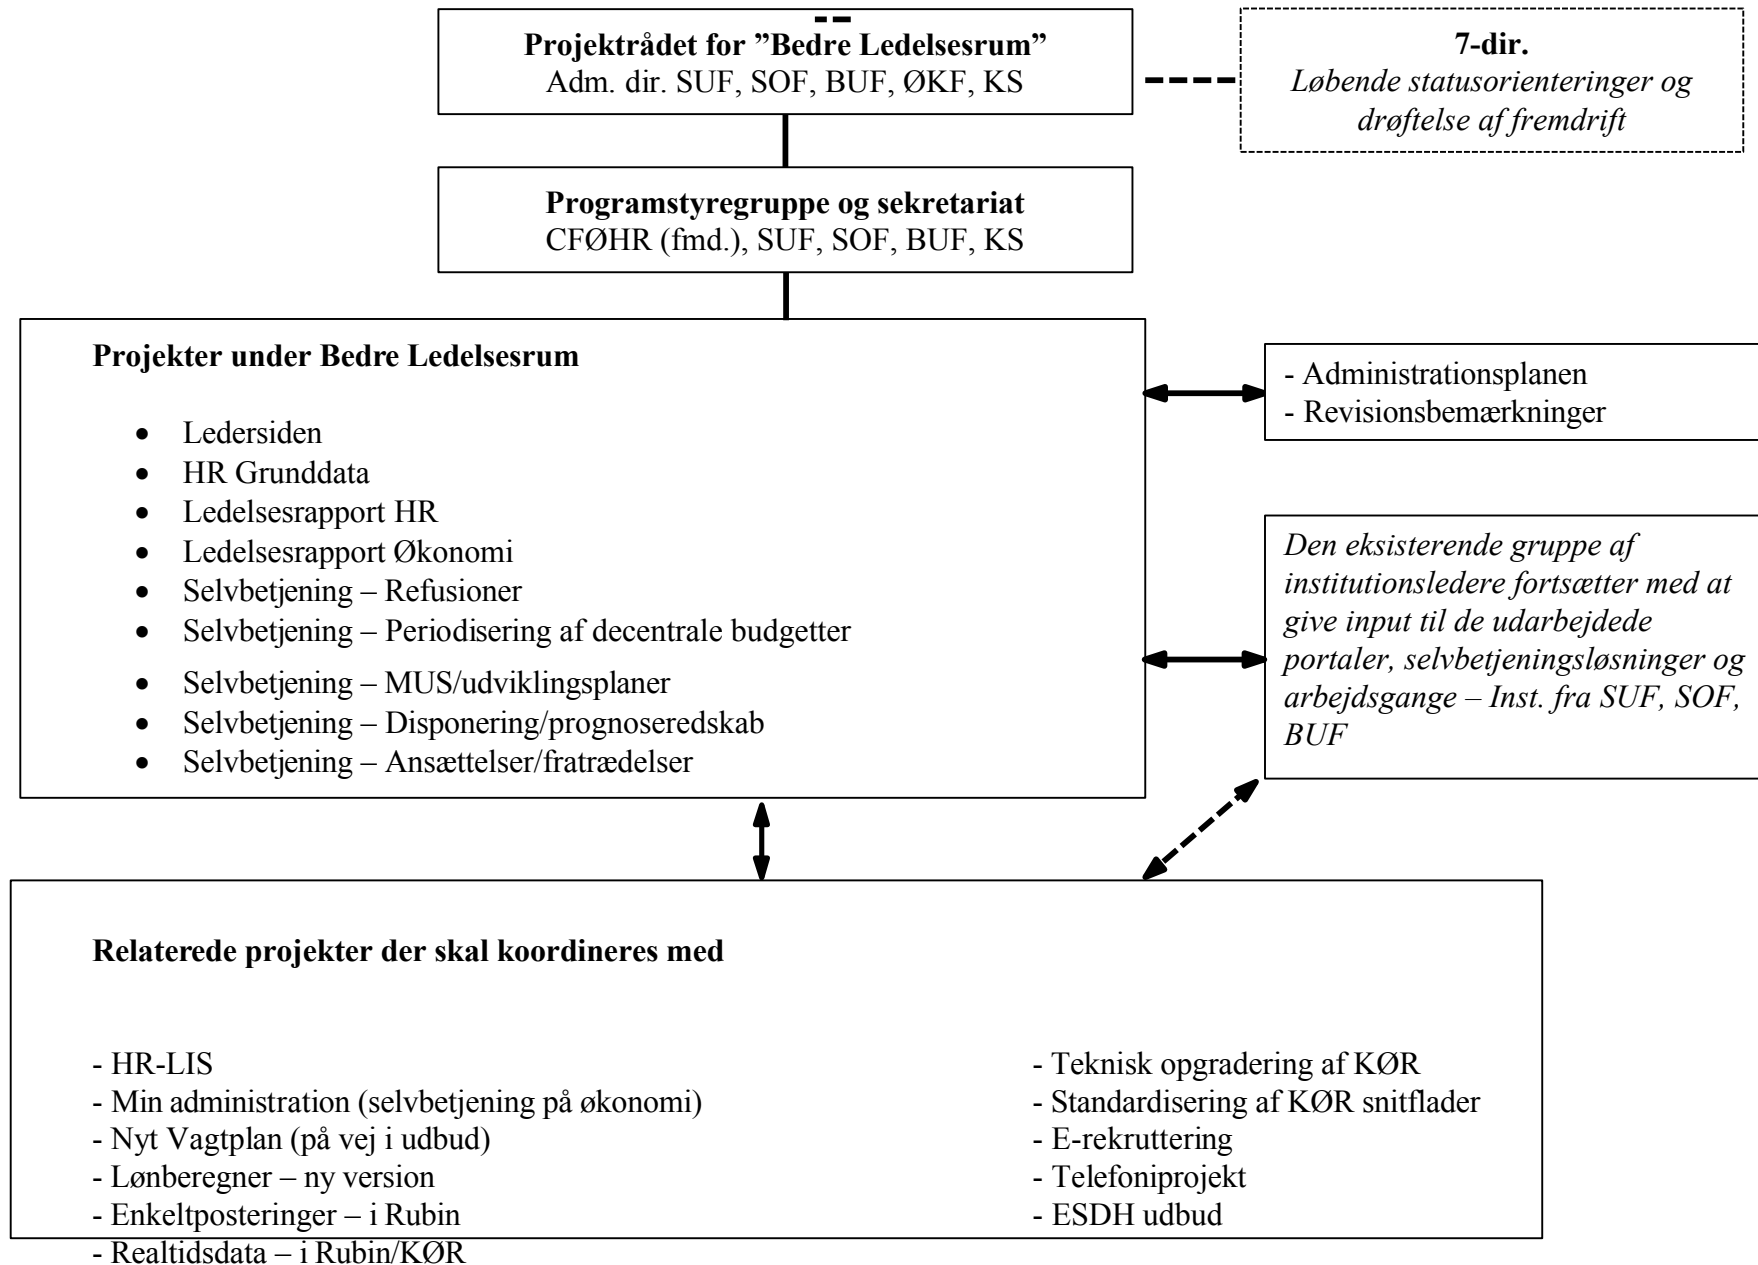 Projektrådet for ”Bedre Ledelsesrum”
Adm. dir. SUF, SOF, BUF, ØKF, KS
7-dir.
Løbende statusorienteringer og
drøftelse af fremdrift
Programstyregruppe og sekretariat
CFØHR (fmd.), SUF, SOF, BUF, KS
Projekter under Bedre Ledelsesrum
• Ledersiden
• HR Grunddata
• Ledelsesrapport HR
• Ledelsesrapport Økonomi
• Selvbetjening – Refusioner
• Selvbetjening – Periodisering af decentrale budgetter
• Selvbetjening – MUS/udviklingsplaner
• Selvbetjening – Disponering/prognoseredskab
• Selvbetjening – Ansættelser/fratrædelser
- Administrationsplanen
- Revisionsbemærkninger
Den eksisterende gruppe af
institutionsledere fortsætter med at
give input til de udarbejdede
portaler, selvbetjeningsløsninger og
arbejdsgange – Inst. fra SUF, SOF,
BUF
Relaterede projekter der skal koordineres med
- HR-LIS
- Min administration (selvbetjening på økonomi)
- Nyt Vagtplan (på vej i udbud)
- Lønberegner – ny version
- Enkeltposteringer – i Rubin
- Realtidsdata – i Rubin/KØR
- Teknisk opgradering af KØR
- Standardisering af KØR snitflader
- E-rekruttering
- Telefoniprojekt
- ESDH udbud